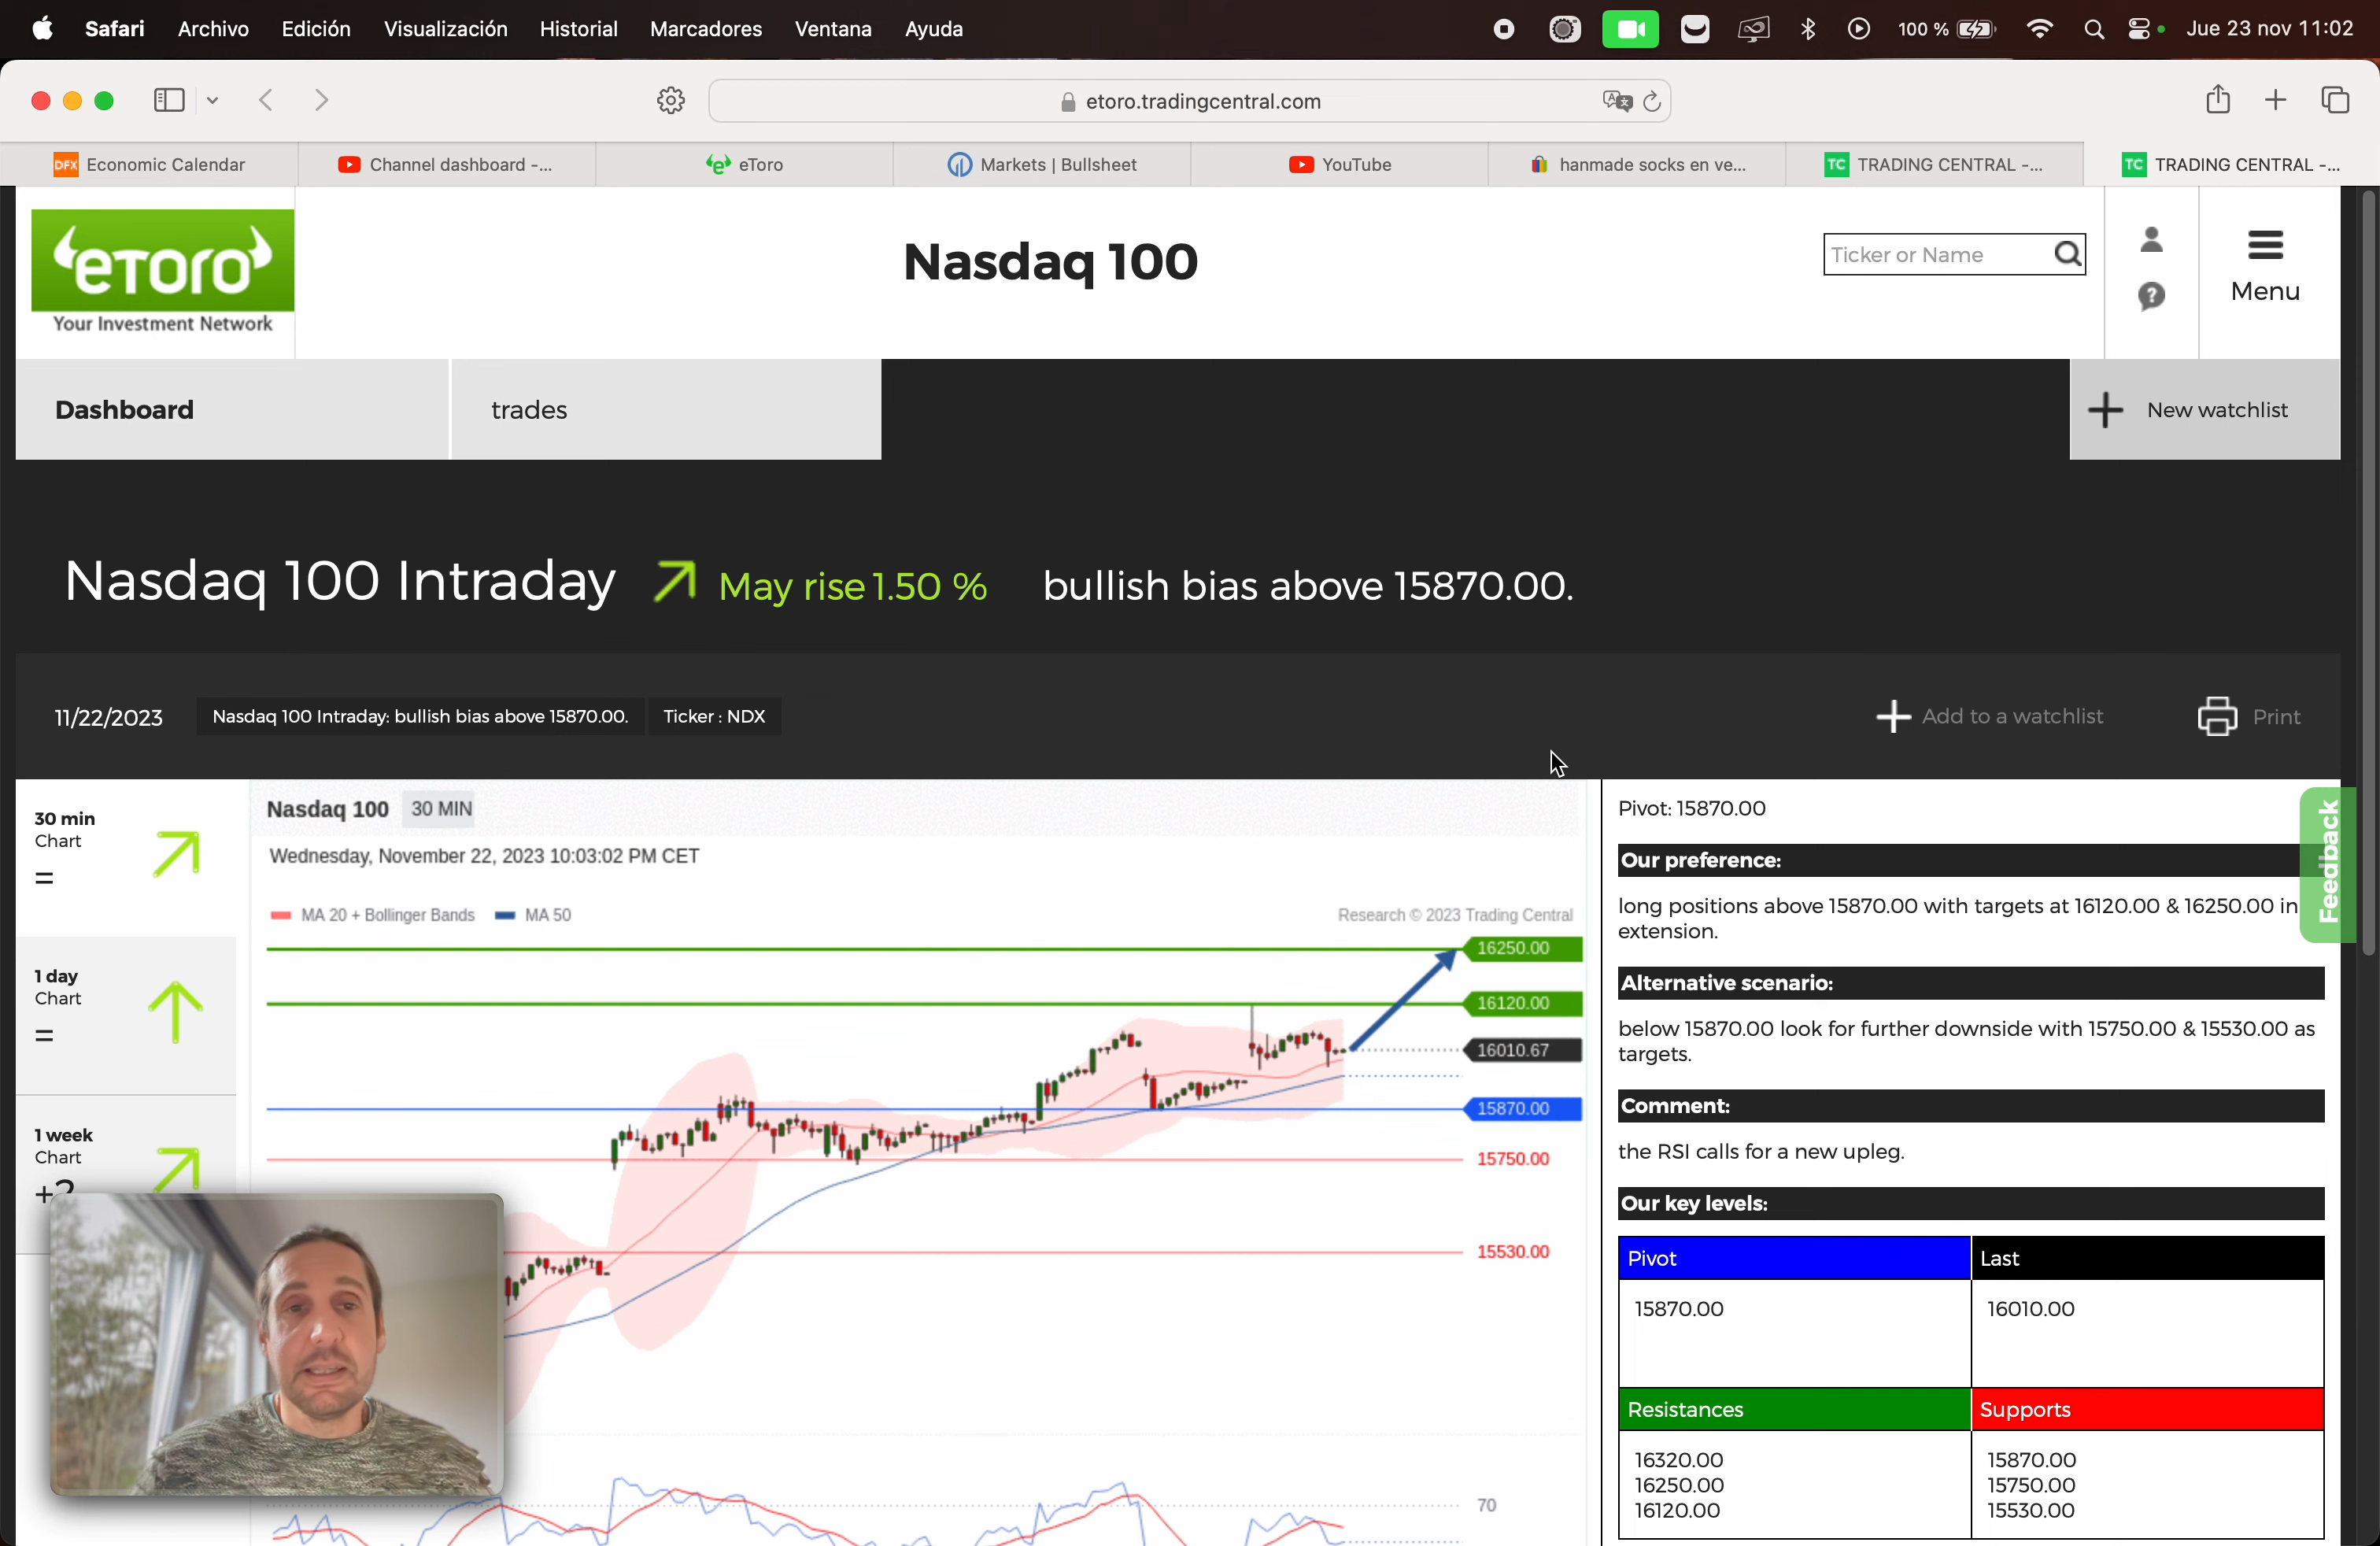 Safari Archivo Edición Visualización Historial Marcadores Ventana Ayuda
100 % Jue 23 nov 11:02
etoro.tradingcentral.com
DFX Economic Calendar
Channel dashboard -...
eToro
Markets | Bullsheet
YouTube
hanmade socks en ve...
TC TRADING CENTRAL -...
TC TRADING CENTRAL -...
eToro
Your Investment Network
Nasdaq 100
Ticker or Name
?
Menu
Dashboard
trades
New watchlist
Nasdaq 100 Intraday May rise 1.50 % bullish bias above 15870.00.
11/22/2023
Nasdaq 100 Intraday: bullish bias above 15870.00.
Ticker : NDX
Add to a watchlist
Print
30 min
Chart
=
1 day
Chart
=
1 week
Chart
+2
Nasdaq 100 30 MIN
Wednesday, November 22, 2023 10:03:02 PM CET
MA 20 + Bollinger Bands MA 50
Research © 2023 Trading Central
16250.00
16120.00
16010.67
15870.00
15750.00
15530.00
70
Pivot: 15870.00
Our preference:
long positions above 15870.00 with targets at 16120.00 & 16250.00 in
extension.
Alternative scenario:
below 15870.00 look for further downside with 15750.00 & 15530.00 as
targets.
Comment:
the RSI calls for a new upleg.
Our key levels:
Pivot Last
15870.00 16010.00
Resistances Supports
16320.00 15870.00
16250.00 15750.00
16120.00 15530.00
Feedback